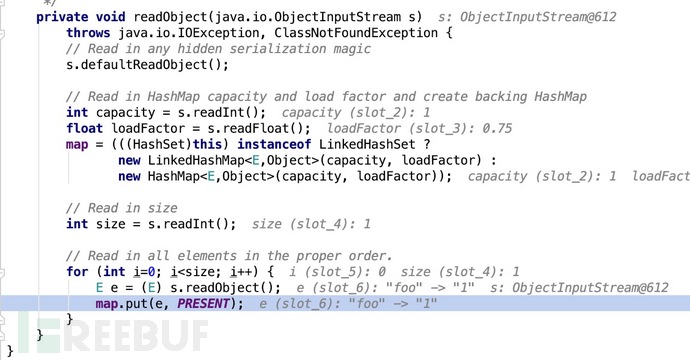 */
private void readObject(java.io.ObjectInputStream s)  s: ObjectInputStream@612
    throws java.io.IOException, ClassNotFoundException {
    // Read in any hidden serialization magic
    s.defaultReadObject();

    // Read in HashMap capacity and load factor and create backing HashMap
    int capacity = s.readInt();  capacity (slot_2): 1
    float loadFactor = s.readFloat();  loadFactor (slot_3): 0.75
    map = (((HashSet)this) instanceof LinkedHashSet ?
           new LinkedHashMap<E,Object>(capacity, loadFactor) :
           new HashMap<E,Object>(capacity, loadFactor));  capacity (slot_2): 1  loadFact

    // Read in size
    int size = s.readInt();  size (slot_4): 1

    // Read in all elements in the proper order.
    for (int i=0; i<size; i++) {  i (slot_5): 0  size (slot_4): 1
        E e = (E) s.readObject();  e (slot_6): "foo" -> "1"  s: ObjectInputStream@612
        map.put(e, PRESENT);  e (slot_6): "foo" -> "1"
    }
}
}
FREEBUF